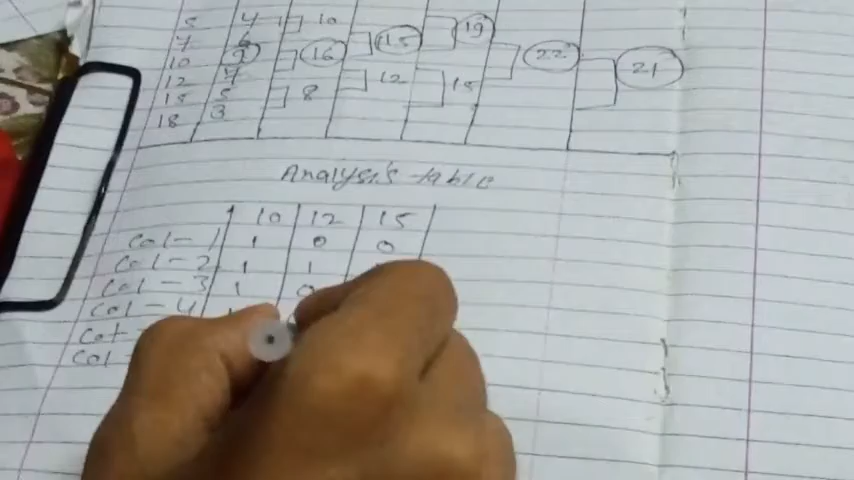 5 4 10 19
7 6 15 22 21
10 9 16
12 7 12 15
15 5 8
18 3
Analysis table
10 12 15
Col - 1 1 0 0
Col - 2 1 1
Col - 3 1 0
Col - 4
Col
Col